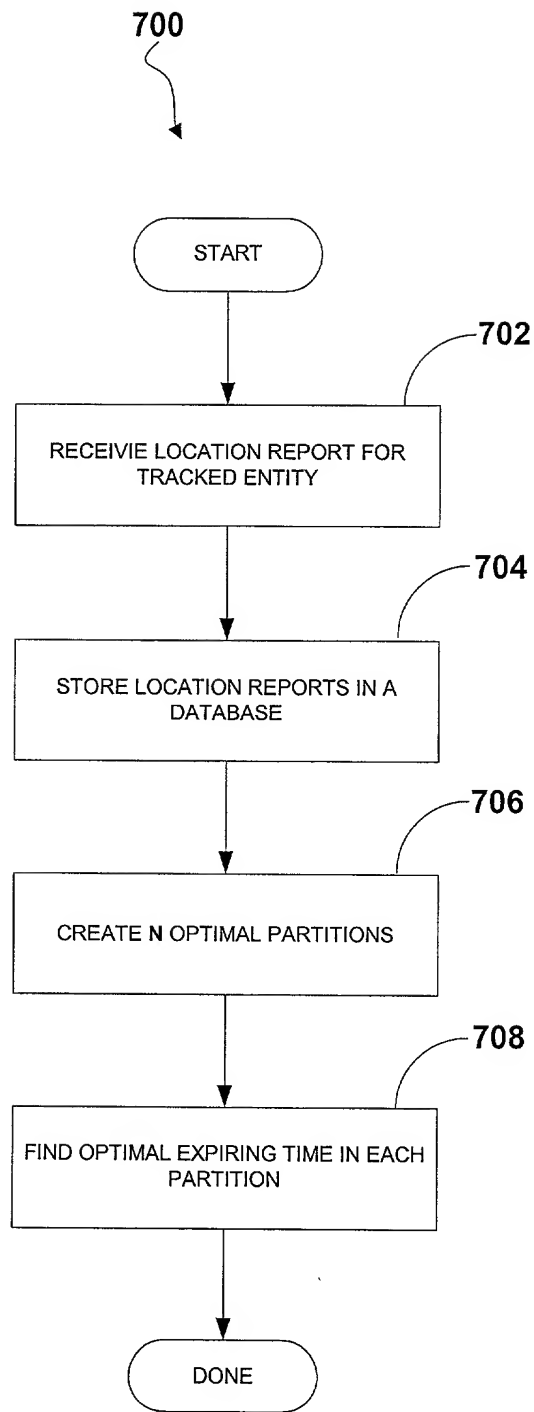 700
START
702
RECEIVIE LOCATION REPORT FOR
TRACKED ENTITY
704
STORE LOCATION REPORTS IN A
DATABASE
706
CREATE N OPTIMAL PARTITIONS
708
FIND OPTIMAL EXPIRING TIME IN EACH
PARTITION
DONE